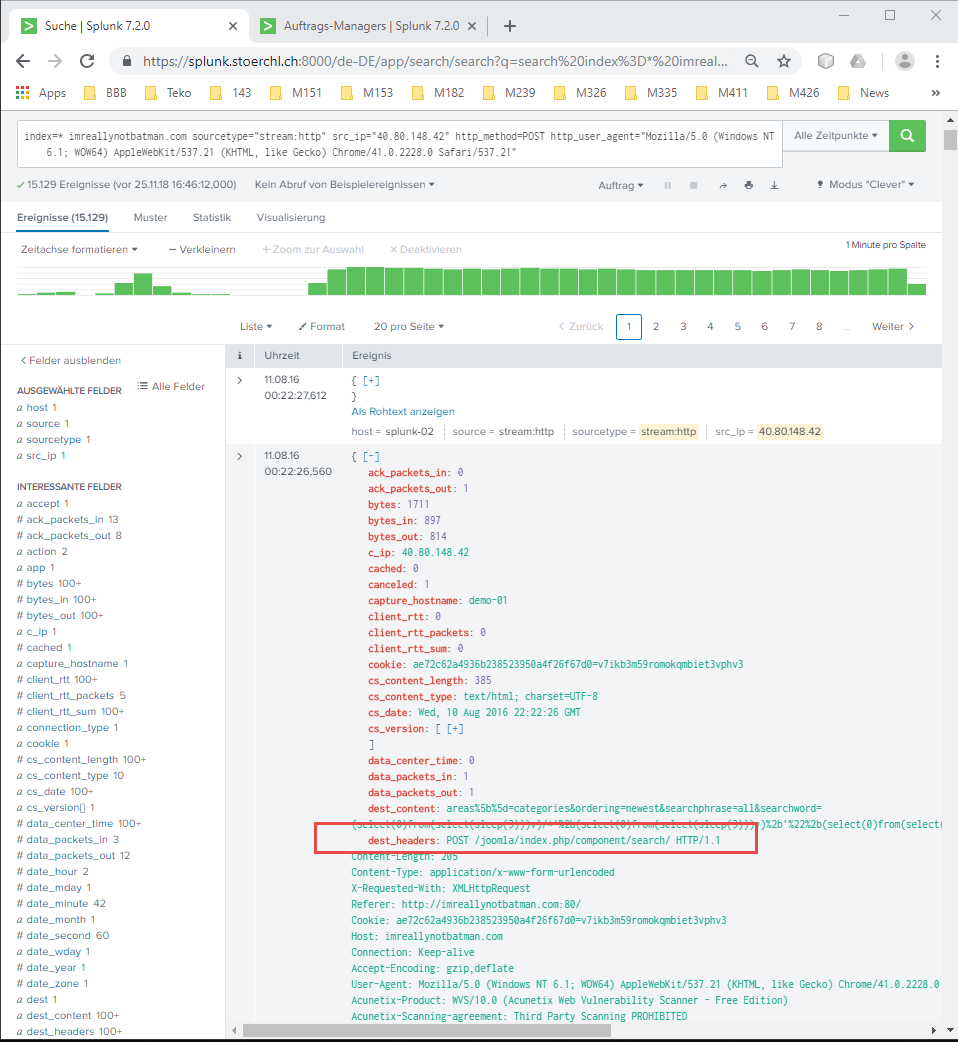 Suche | Splunk 7.2.0
Auftrags-Managers | Splunk 7.2.0
https://splunk.stoerchl.ch:8000/de-DE/app/search/search?q=search%20index%3D*%20imreal...
Apps BBB Teko 143 M151 M153 M182 M239 M326 M335 M411 M426 News »
index=* imreallynotbatman.com sourcetype="stream:http" src_ip="40.80.148.42" http_method=POST http_user_agent="Mozilla/5.0 (Windows NT
6.1; WOW64) AppleWebKit/537.21 (KHTML, like Gecko) Chrome/41.0.2228.0 Safari/537.21"
Alle Zeitpunkte
15.129 Ereignisse (vor 25.11.18 16:46:12,000) Kein Abruf von Beispielereignissen Auftrag Modus "Clever"
Ereignisse (15.129) Muster Statistik Visualisierung
Zeitachse formatieren — Verkleinern + Zoom zur Auswahl × Deaktivieren 1 Minute pro Spalte
Liste Format 20 pro Seite < Zurück 1 2 3 4 5 6 7 8 ... Weiter >
< Felder ausblenden
Alle Felder
AUSGEWÄHLTE FELDER
a host 1
a source 1
a sourcetype 1
a src_ip 1
INTERESSANTE FELDER
a accept 1
# ack_packets_in 13
# ack_packets_out 8
a action 2
a app 1
# bytes 100+
# bytes_in 100+
# bytes_out 100+
a c_ip 1
# cached 1
a capture_hostname 1
# client_rtt 100+
# client_rtt_packets 5
# client_rtt_sum 100+
a connection_type 1
a cookie 1
# cs_content_length 100+
a cs_content_type 10
a cs_date 100+
a cs_version{} 1
# data_center_time 100+
# data_packets_in 3
# data_packets_out 12
# date_hour 2
# date_mday 1
# date_minute 42
a date_month 1
# date_second 60
a date_wday 1
# date_year 1
# date_zone 1
a dest 1
a dest_content 100+
a dest_headers 100+
i Uhrzeit Ereignis
> 11.08.16
00:22:27,612
{ [+]
}
Als Rohtext anzeigen
host = splunk-02 source = stream:http sourcetype = stream:http src_ip = 40.80.148.42
> 11.08.16
00:22:26,560
{ [-]
ack_packets_in: 0
ack_packets_out: 1
bytes: 1711
bytes_in: 897
bytes_out: 814
c_ip: 40.80.148.42
cached: 0
canceled: 1
capture_hostname: demo-01
client_rtt: 0
client_rtt_packets: 0
client_rtt_sum: 0
cookie: ae72c62a4936b238523950a4f26f67d0=v7ikb3m59romokqmbiet3vphv3
cs_content_length: 385
cs_content_type: text/html; charset=UTF-8
cs_date: Wed, 10 Aug 2016 22:22:26 GMT
cs_version: [ [+]
]
data_center_time: 0
data_packets_in: 1
data_packets_out: 1
dest_content: areas%5b%5d=categories&ordering=newest&searchphrase=all&searchword=
(select(0)from(select(sleep(3)))v)/*'%2b(select(0)from(select(sleep(3)))v)%2b'%22%2b(select(0)from(select(
dest_headers: POST /joomla/index.php/component/search/ HTTP/1.1
Content-Length: 205
Content-Type: application/x-www-form-urlencoded
X-Requested-With: XMLHttpRequest
Referer: http://imreallynotbatman.com:80/
Cookie: ae72c62a4936b238523950a4f26f67d0=v7ikb3m59romokqmbiet3vphv3
Host: imreallynotbatman.com
Connection: Keep-alive
Accept-Encoding: gzip,deflate
User-Agent: Mozilla/5.0 (Windows NT 6.1; WOW64) AppleWebKit/537.21 (KHTML, like Gecko) Chrome/41.0.2228.0
Acunetix-Product: WVS/10.0 (Acunetix Web Vulnerability Scanner - Free Edition)
Acunetix-Scanning-agreement: Third Party Scanning PROHIBITED